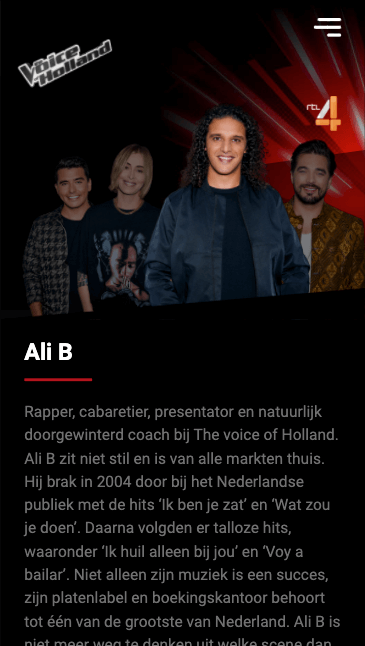 The
Voice
of
Holland
rtl
4
Ali B
Rapper, cabaretier, presentator en natuurlijk
doorgewinterd coach bij The voice of Holland.
Ali B zit niet stil en is van alle markten thuis.
Hij brak in 2004 door bij het Nederlandse
publiek met de hits ‘Ik ben je zat’ en ‘Wat zou
je doen’. Daarna volgden er talloze hits,
waaronder ‘Ik huil alleen bij jou’ en ‘Voy a
bailar’. Niet alleen zijn muziek is een succes,
zijn platenlabel en boekingskantoor behoort
tot één van de grootste van Nederland. Ali B is
niet meer weg te denken uit welke scene dan